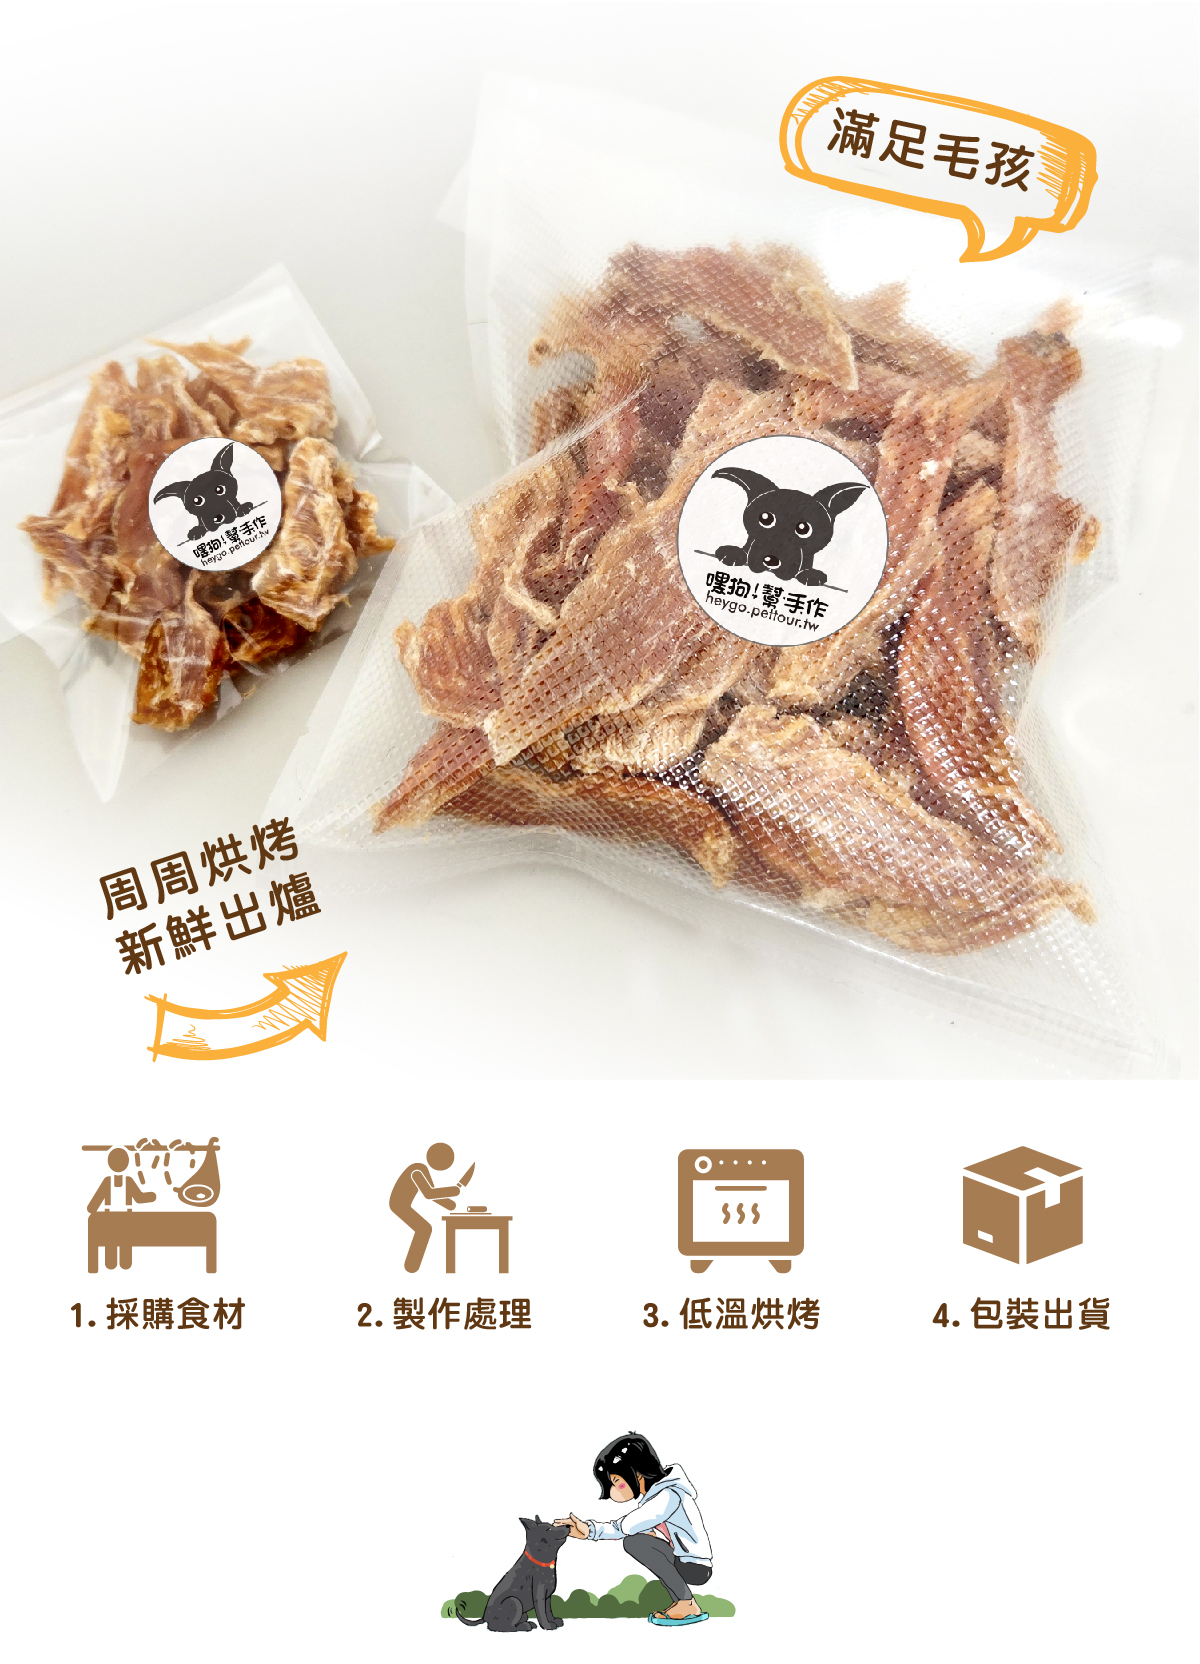 滿足毛孩
嘿狗!幫手作
heygo.pettour.tw
嘿狗!幫手作
heygo.pettour.tw
周周烘烤
新鮮出爐
1. 採購食材
2. 製作處理
3. 低溫烘烤
4. 包裝出貨